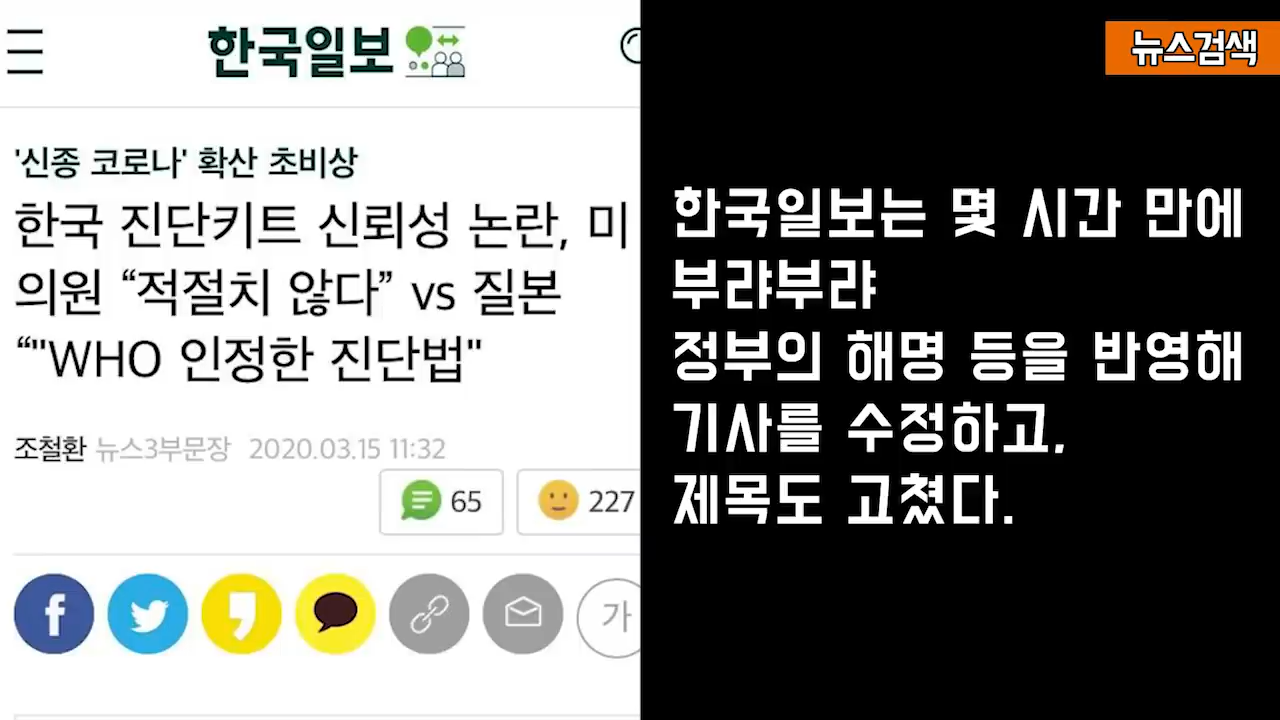 한국일보
뉴스검색
'신종 코로나' 확산 초비상
한국 진단키트 신뢰성 논란, 미
의원 “적절치 않다” vs 질본
“"WHO 인정한 진단법"
조철환 뉴스3부문장 2020.03.15 11:32
65
227
가
한국일보는 몇 시간 만에
부랴부랴
정부의 해명 등을 반영해
기사를 수정하고,
제목도 고쳤다.